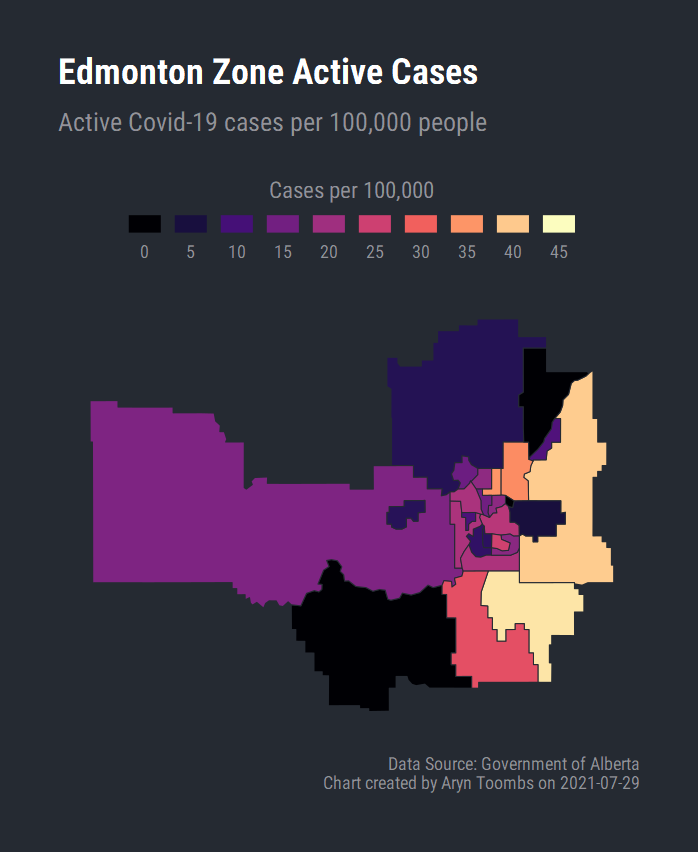 Edmonton Zone Active Cases
Active Covid-19 cases per 100,000 people
Cases per 100,000
0 5 10 15 20 25 30 35 40 45
Data Source: Government of Alberta
Chart created by Aryn Toombs on 2021-07-29